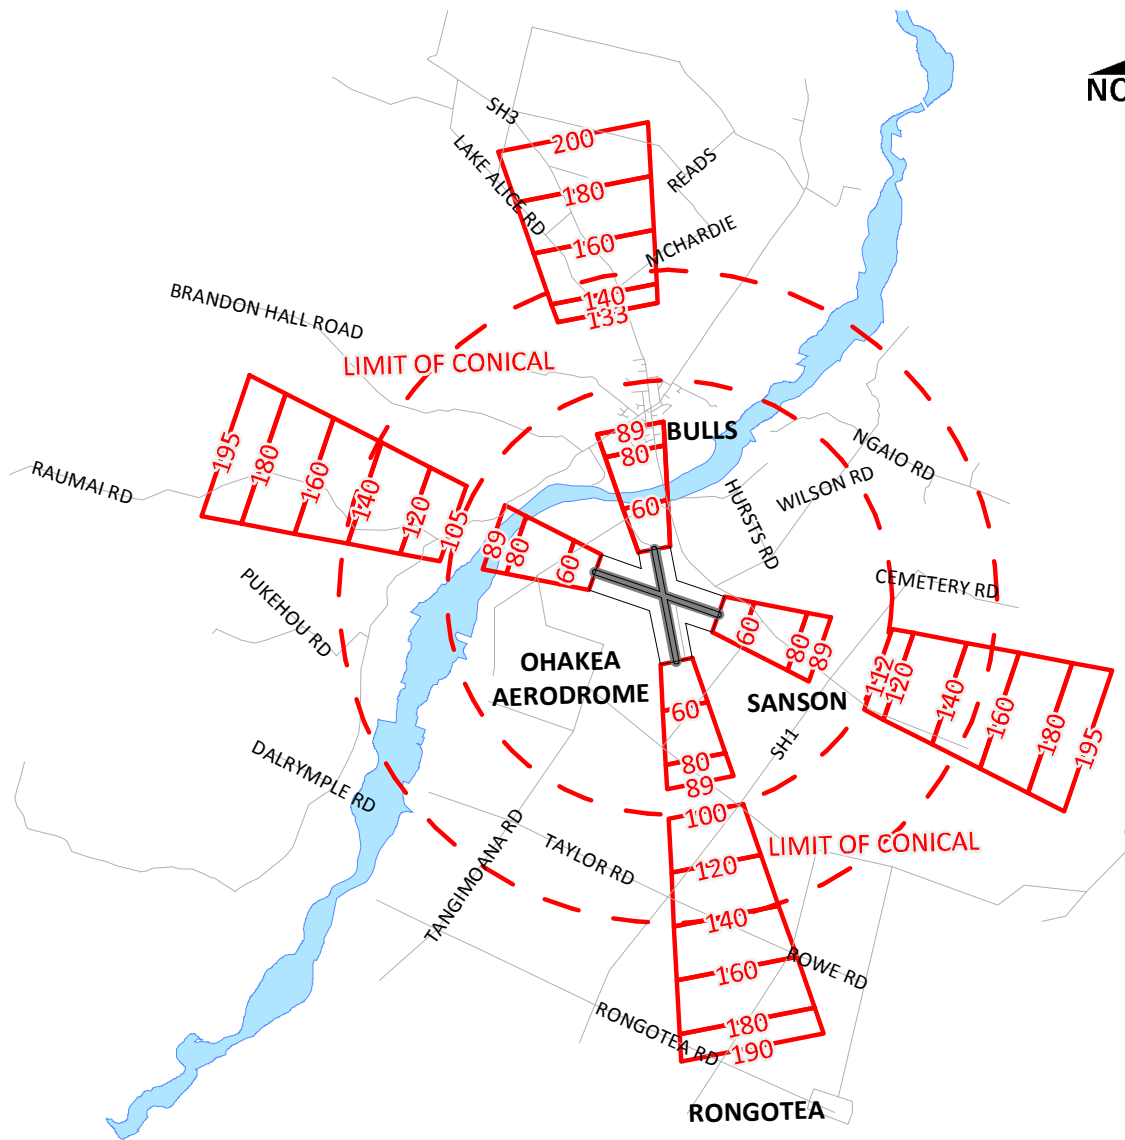 NO
SH3
200
LAKE ALICE RD
READS
180
160
MCHARDIE
140
133
BRANDON HALL ROAD
LIMIT OF CONICAL
89
BULLS
80
60
195
180
160
140
120
105
RAUMAI RD
89
80
60
NGAIO RD
WILSON RD
HURSTS RD
CEMETERY RD
PUKEHOU RD
60
80
89
OHAKEA
AERODROME
SANSON
112
120
140
160
180
195
60
80
89
SH1
DALRYMPLE RD
100
120
140
160
180
190
LIMIT OF CONICAL
TAYLOR RD
TANGIMOANA RD
ROWE RD
RONGOTEA RD
RONGOTEA